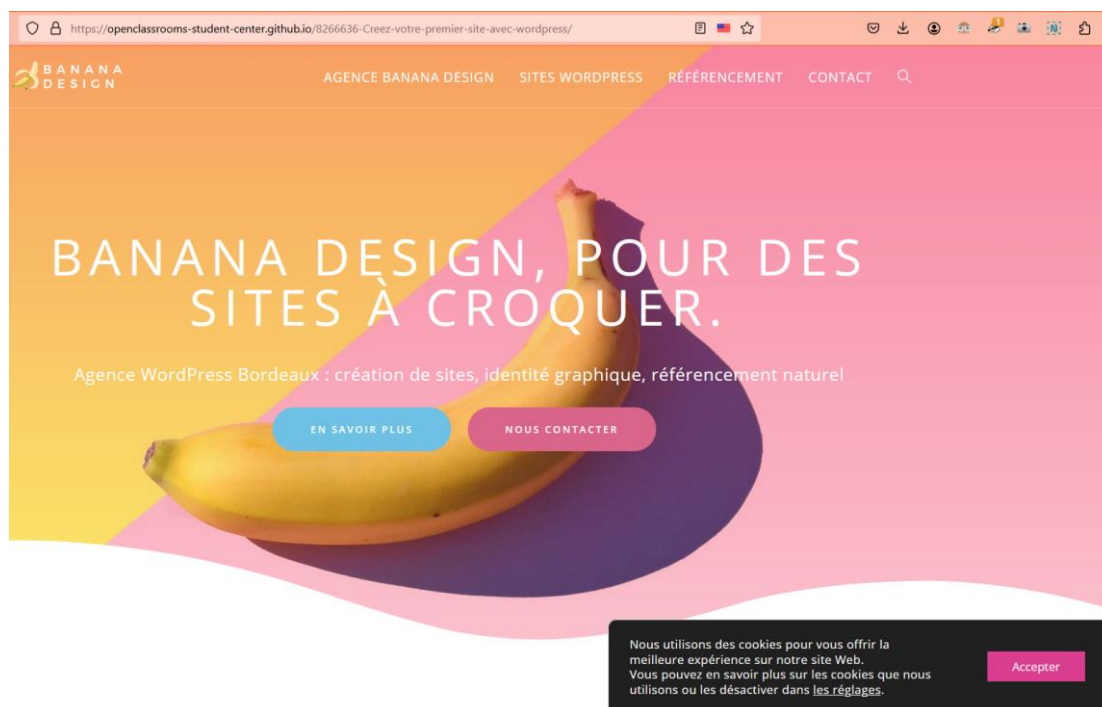 https://openclassrooms-student-center.github.io/8266636-Creez-votre-premier-site-avec-wordpress/
BANANA
DESIGN
AGENCE BANANA DESIGN SITES WORDPRESS RÉFÉRENCEMENT CONTACT
BANANA DESIGN, POUR DES
SITES À CROQUER.
Agence WordPress Bordeaux : création de sites, identité graphique, référencement naturel
EN SAVOIR PLUS NOUS CONTACTER
Nous utilisons des cookies pour vous offrir la
meilleure expérience sur notre site Web.
Vous pouvez en savoir plus sur les cookies que nous
utilisons ou les désactiver dans les réglages.
Accepter